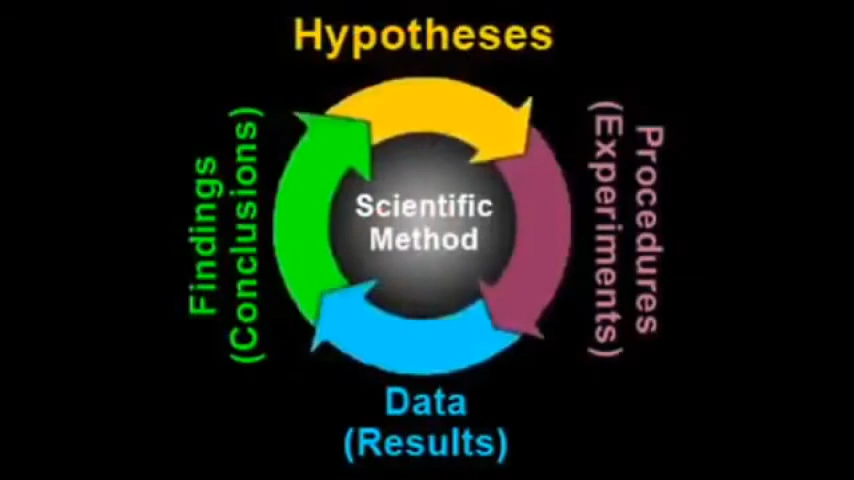 Hypotheses
Procedures
(Experiments)
Scientific
Method
Findings
(Conclusions)
Data
(Results)